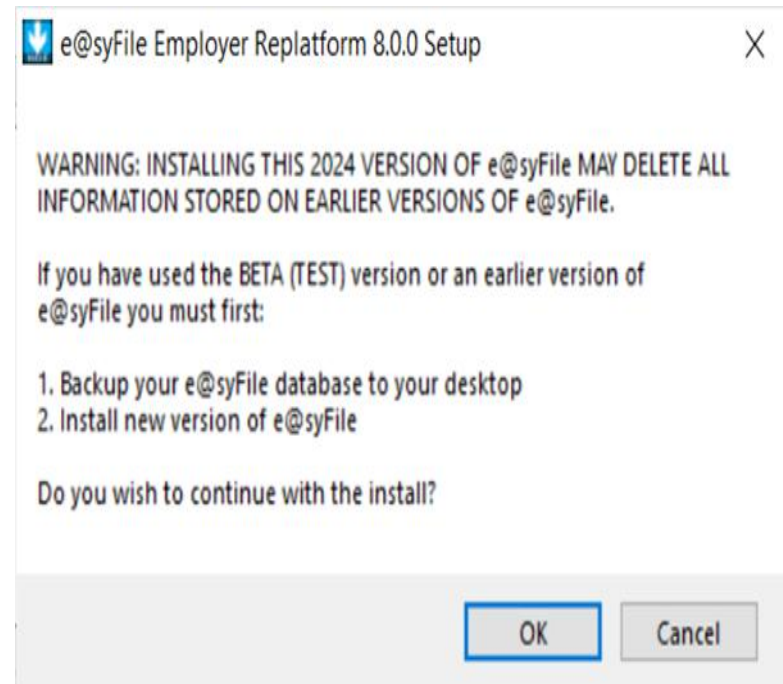 e@syFile Employer Replatform 8.0.0 Setup
WARNING: INSTALLING THIS 2024 VERSION OF e@syFile MAY DELETE ALL
INFORMATION STORED ON EARLIER VERSIONS OF e@syFile.
If you have used the BETA (TEST) version or an earlier version of
e@syFile you must first:
1. Backup your e@syFile database to your desktop
2. Install new version of e@syFile
Do you wish to continue with the install?
OK
Cancel